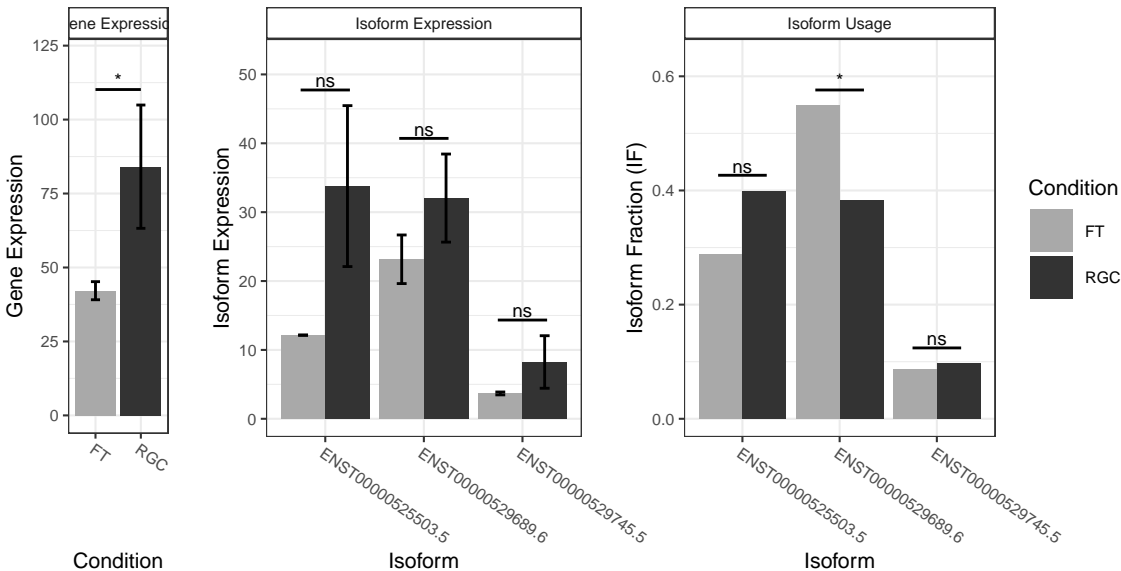 ene Expressio
Gene Expression
125
100
75
50
25
0
*
FT
RGC
Condition
Isoform Expression
Isoform Expression
50
40
30
20
10
0
ns
ns
ns
ENST00000525503.5
ENST00000529689.6
ENST00000529745.5
Isoform
Isoform Usage
Isoform Fraction (IF)
0.6
0.4
0.2
0.0
ns
*
ns
ENST00000525503.5
ENST00000529689.6
ENST00000529745.5
Isoform
Condition
FT
RGC